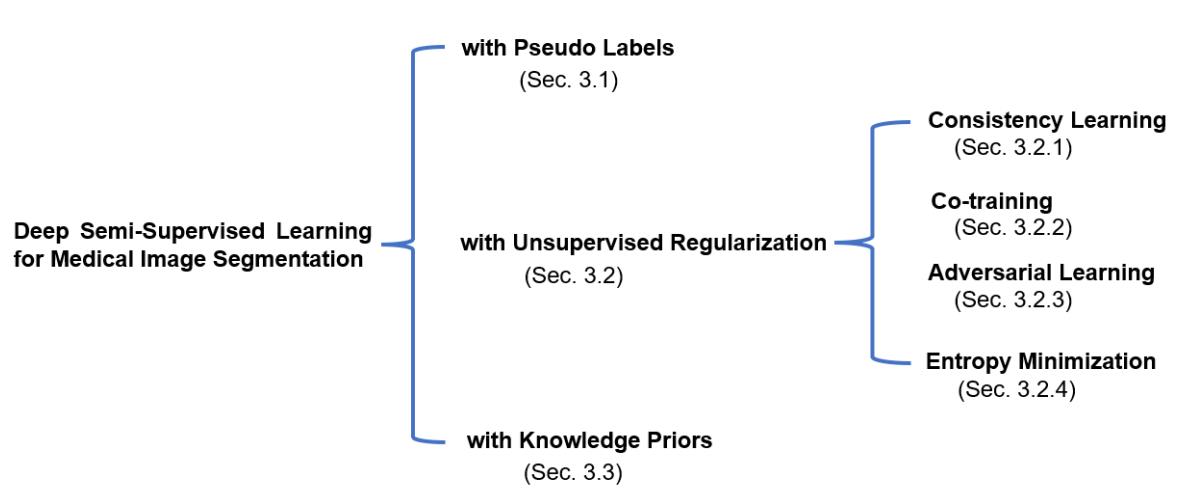 Deep Semi-Supervised Learning
for Medical Image Segmentation
with Pseudo Labels
(Sec. 3.1)
with Unsupervised Regularization
(Sec. 3.2)
Consistency Learning
(Sec. 3.2.1)
Co-training
(Sec. 3.2.2)
Adversarial Learning
(Sec. 3.2.3)
Entropy Minimization
(Sec. 3.2.4)
with Knowledge Priors
(Sec. 3.3)